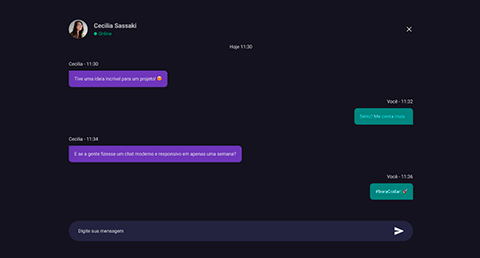 Cecilia Sassaki
Online
Hoje 11:30
Cecilia - 11:30
Tive uma ideia incrível para um projeto! 😍
Você - 11:32
Sério? Me conta mais.
Cecilia - 11:34
E se a gente fizesse um chat moderno e responsivo em apenas uma semana?
Você - 11:36
#boraCodar! 🚀
Digite sua mensagem